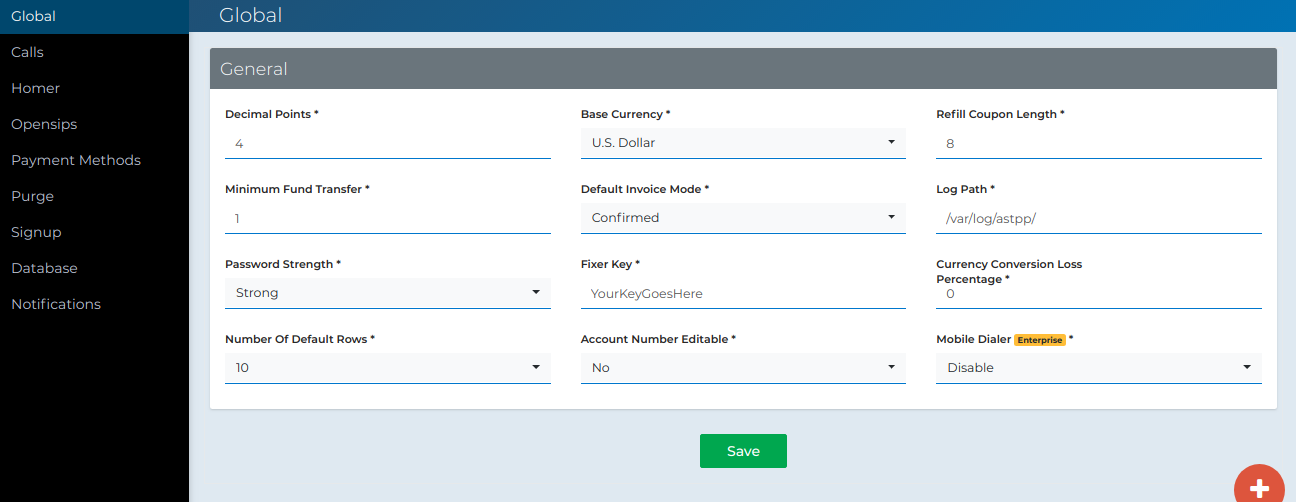 Global
Calls
Homer
Opensips
Payment Methods
Purge
Signup
Database
Notifications
Global
General
Decimal Points *
4
Base Currency *
U.S. Dollar
Refill Coupon Length *
8
Minimum Fund Transfer *
1
Default Invoice Mode *
Confirmed
Log Path *
/var/log/astpp/
Password Strength *
Strong
Fixer Key *
YourKeyGoesHere
Currency Conversion Loss
Percentage *
0
Number Of Default Rows *
10
Account Number Editable *
No
Mobile Dialer Enterprise *
Disable
Save